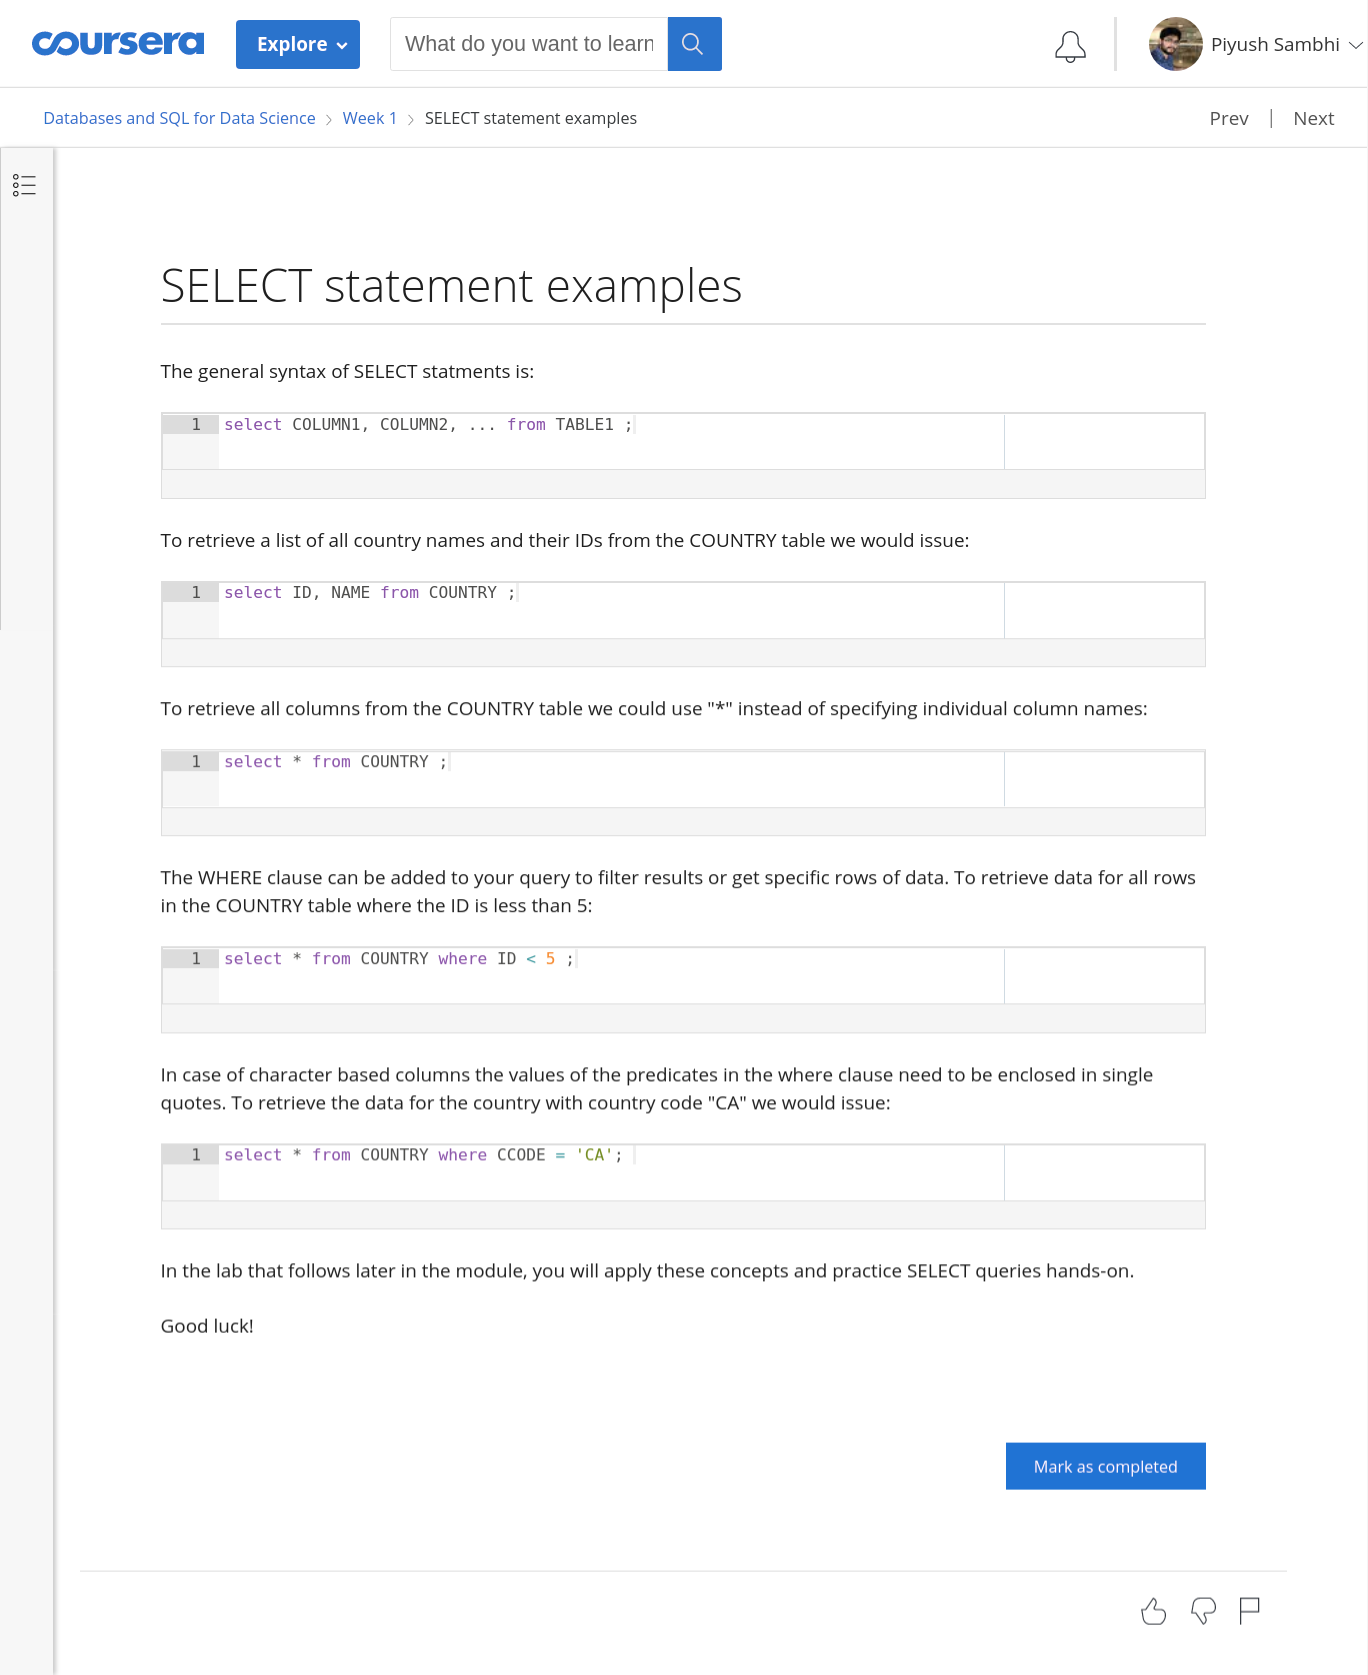 coursera
Explore
What do you want to learn
Piyush Sambhi
Databases and SQL for Data Science
Week 1
SELECT statement examples
Prev
Next
SELECT statement examples
The general syntax of SELECT statments is:
1 select COLUMN1, COLUMN2, ... from TABLE1 ;
To retrieve a list of all country names and their IDs from the COUNTRY table we would issue:
1 select ID, NAME from COUNTRY ;
To retrieve all columns from the COUNTRY table we could use "*" instead of specifying individual column names:
1 select * from COUNTRY ;
The WHERE clause can be added to your query to filter results or get specific rows of data. To retrieve data for all rows
in the COUNTRY table where the ID is less than 5:
1 select * from COUNTRY where ID < 5 ;
In case of character based columns the values of the predicates in the where clause need to be enclosed in single
quotes. To retrieve the data for the country with country code "CA" we would issue:
1 select * from COUNTRY where CCODE = 'CA';
In the lab that follows later in the module, you will apply these concepts and practice SELECT queries hands-on.
Good luck!
Mark as completed